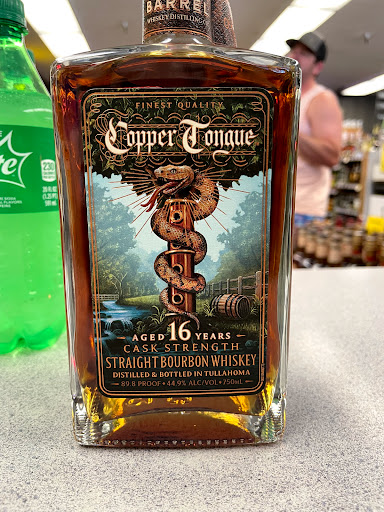 BARREL
WHISKEY DISTILLING
FINEST QUALITY
Copper Tongue
AGED 16 YEARS
CASK STRENGTH
STRAIGHT BOURBON WHISKEY
DISTILLED & BOTTLED IN TULLAHOMA
89.8 PROOF • 44.9% ALC/VOL • 750mL